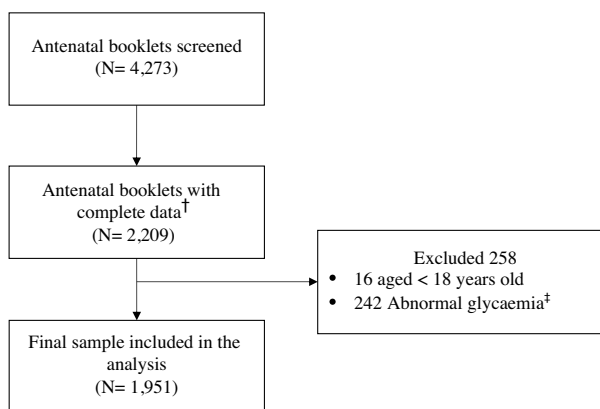 Antenatal booklets screened
(N= 4,273)
Antenatal booklets with
complete data†
(N= 2,209)
Excluded 258
• 16 aged < 18 years old
• 242 Abnormal glycaemia‡
Final sample included in the
analysis
(N= 1,951)